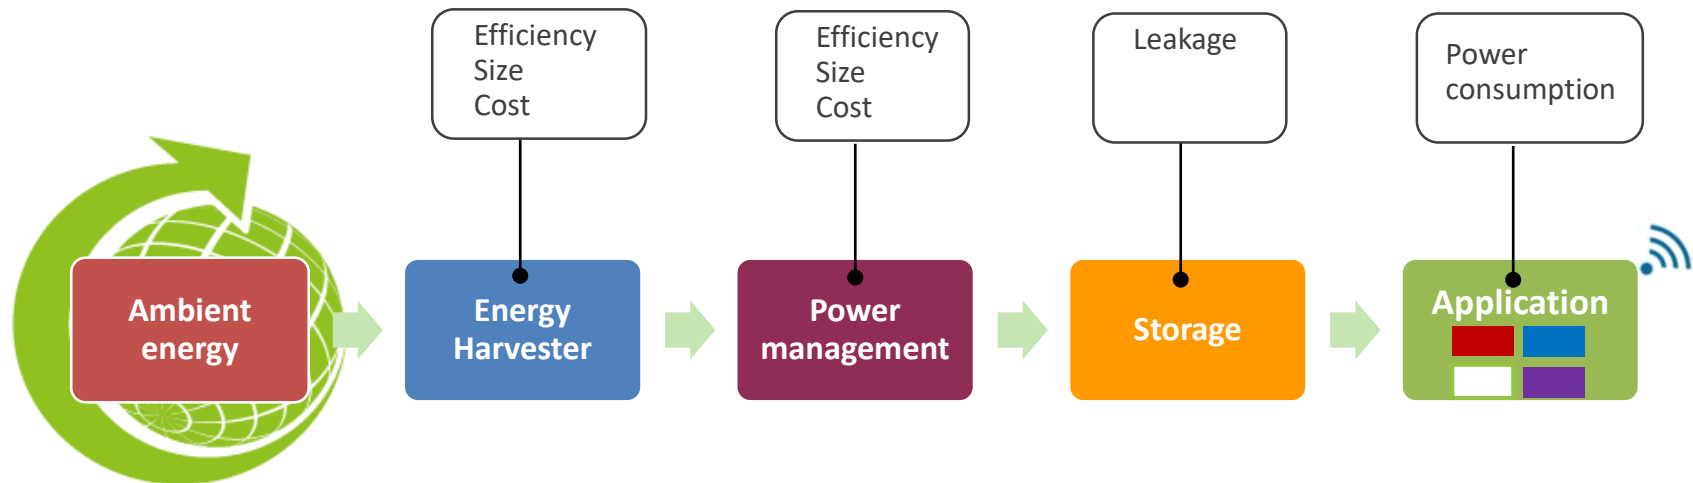 Efficiency
Size
Cost
Efficiency
Size
Cost
Leakage
Power
consumption
Ambient
energy
Energy
Harvester
Power
management
Storage
Application